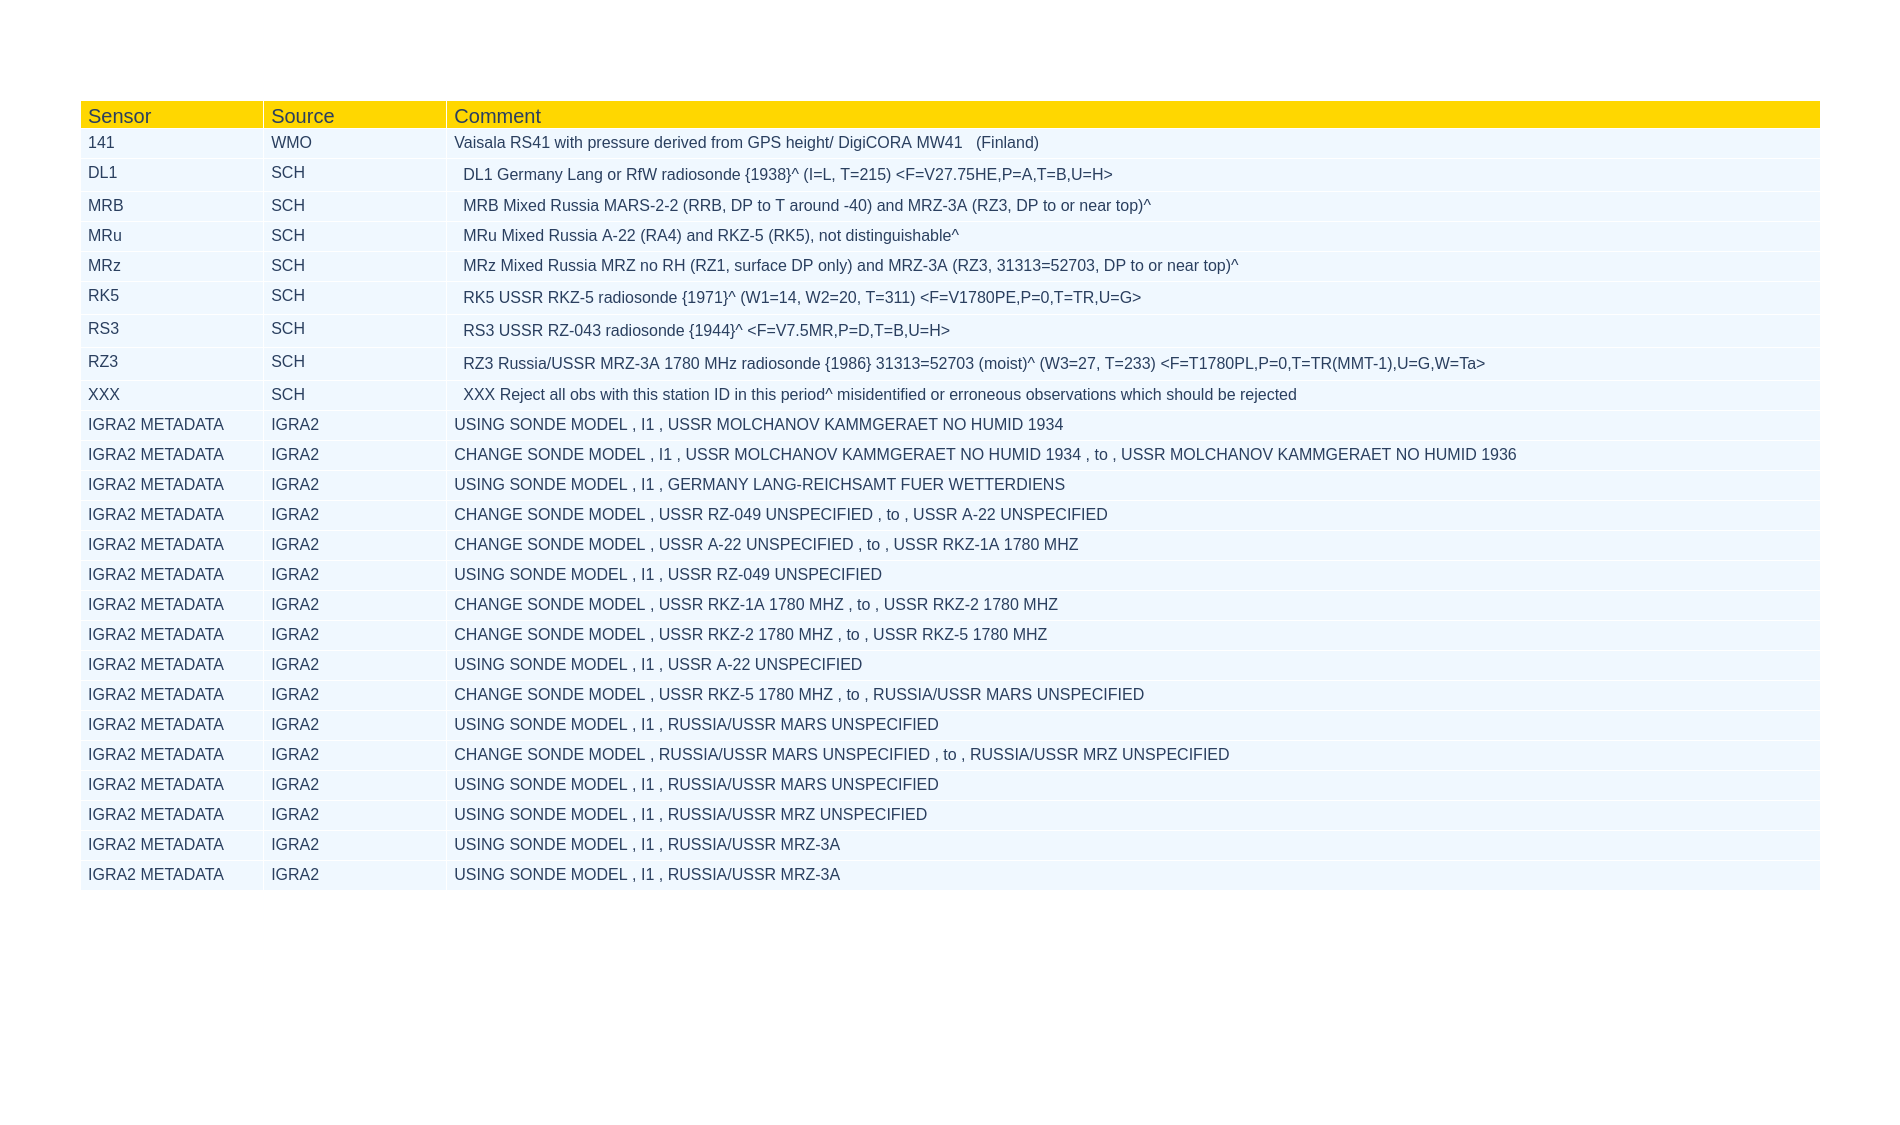 Sensor Source Comment
141 WMO Vaisala RS41 with pressure derived from GPS height/ DigiCORA MW41 (Finland)
DL1 SCH DL1 Germany Lang or RfW radiosonde {1938}^ (I=L, T=215) <F=V27.75HE,P=A,T=B,U=H>
MRB SCH MRB Mixed Russia MARS-2-2 (RRB, DP to T around -40) and MRZ-3A (RZ3, DP to or near top)^
MRu SCH MRu Mixed Russia A-22 (RA4) and RKZ-5 (RK5), not distinguishable^
MRz SCH MRz Mixed Russia MRZ no RH (RZ1, surface DP only) and MRZ-3A (RZ3, 31313=52703, DP to or near top)^
RK5 SCH RK5 USSR RKZ-5 radiosonde {1971}^ (W1=14, W2=20, T=311) <F=V1780PE,P=0,T=TR,U=G>
RS3 SCH RS3 USSR RZ-043 radiosonde {1944}^ <F=V7.5MR,P=D,T=B,U=H>
RZ3 SCH RZ3 Russia/USSR MRZ-3A 1780 MHz radiosonde {1986} 31313=52703 (moist)^ (W3=27, T=233) <F=T1780PL,P=0,T=TR(MMT-1),U=G,W=Ta>
XXX SCH XXX Reject all obs with this station ID in this period^ misidentified or erroneous observations which should be rejected
IGRA2 METADATA IGRA2 USING SONDE MODEL , I1 , USSR MOLCHANOV KAMMGERAET NO HUMID 1934
IGRA2 METADATA IGRA2 CHANGE SONDE MODEL , I1 , USSR MOLCHANOV KAMMGERAET NO HUMID 1934 , to , USSR MOLCHANOV KAMMGERAET NO HUMID 1936
IGRA2 METADATA IGRA2 USING SONDE MODEL , I1 , GERMANY LANG-REICHSAMT FUER WETTERDIENS
IGRA2 METADATA IGRA2 CHANGE SONDE MODEL , USSR RZ-049 UNSPECIFIED , to , USSR A-22 UNSPECIFIED
IGRA2 METADATA IGRA2 CHANGE SONDE MODEL , USSR A-22 UNSPECIFIED , to , USSR RKZ-1A 1780 MHZ
IGRA2 METADATA IGRA2 USING SONDE MODEL , I1 , USSR RZ-049 UNSPECIFIED
IGRA2 METADATA IGRA2 CHANGE SONDE MODEL , USSR RKZ-1A 1780 MHZ , to , USSR RKZ-2 1780 MHZ
IGRA2 METADATA IGRA2 CHANGE SONDE MODEL , USSR RKZ-2 1780 MHZ , to , USSR RKZ-5 1780 MHZ
IGRA2 METADATA IGRA2 USING SONDE MODEL , I1 , USSR A-22 UNSPECIFIED
IGRA2 METADATA IGRA2 CHANGE SONDE MODEL , USSR RKZ-5 1780 MHZ , to , RUSSIA/USSR MARS UNSPECIFIED
IGRA2 METADATA IGRA2 USING SONDE MODEL , I1 , RUSSIA/USSR MARS UNSPECIFIED
IGRA2 METADATA IGRA2 CHANGE SONDE MODEL , RUSSIA/USSR MARS UNSPECIFIED , to , RUSSIA/USSR MRZ UNSPECIFIED
IGRA2 METADATA IGRA2 USING SONDE MODEL , I1 , RUSSIA/USSR MARS UNSPECIFIED
IGRA2 METADATA IGRA2 USING SONDE MODEL , I1 , RUSSIA/USSR MRZ UNSPECIFIED
IGRA2 METADATA IGRA2 USING SONDE MODEL , I1 , RUSSIA/USSR MRZ-3A
IGRA2 METADATA IGRA2 USING SONDE MODEL , I1 , RUSSIA/USSR MRZ-3A